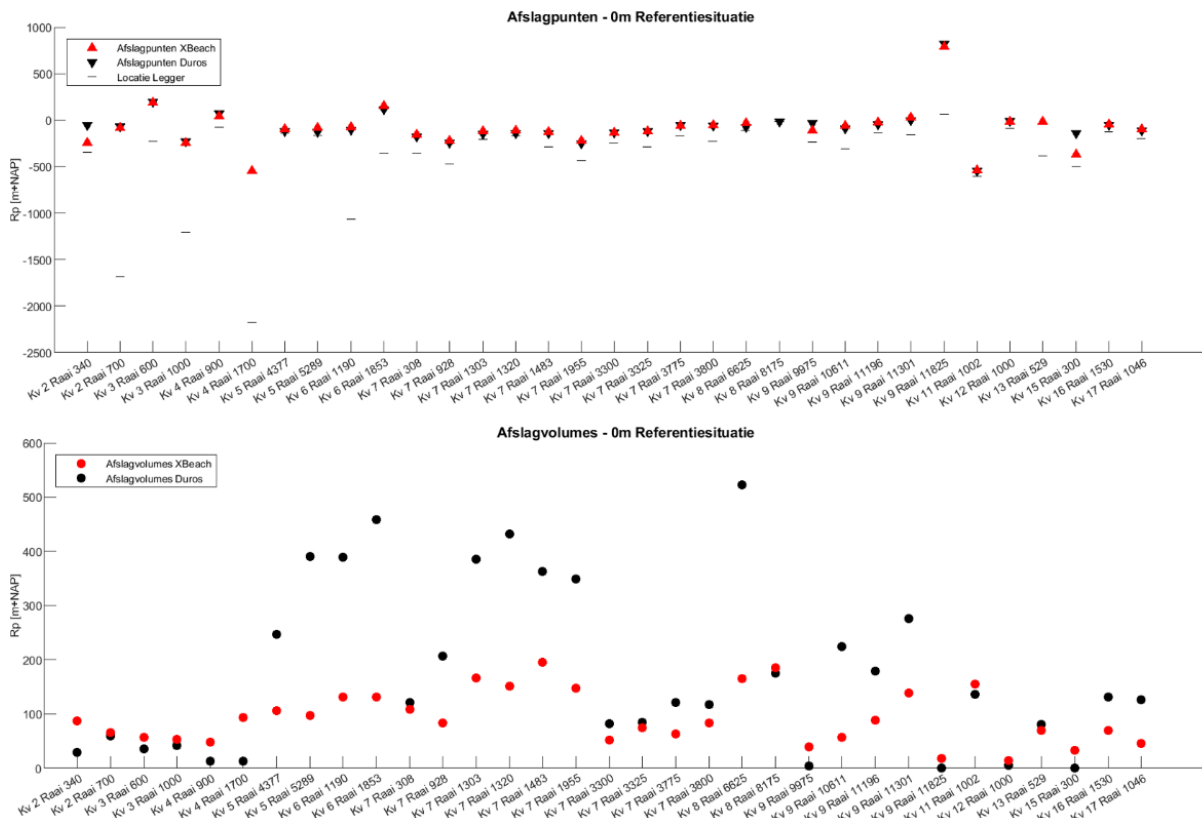 Afslagpunten - 0m Referentiesituatie
1000
500
0
-500
-1000
-1500
-2000
-2500
Rp [m+NAP]
Afslagpunten XBeach
Afslagpunten Duros
Locatie Legger
Kv 2 Raai 340
Kv 2 Raai 700
Kv 3 Raai 600
Kv 3 Raai 1000
Kv 4 Raai 900
Kv 4 Raai 1700
Kv 5 Raai 4377
Kv 5 Raai 5289
Kv 6 Raai 1190
Kv 6 Raai 1853
Kv 7 Raai 308
Kv 7 Raai 928
Kv 7 Raai 1303
Kv 7 Raai 1320
Kv 7 Raai 1483
Kv 7 Raai 1955
Kv 7 Raai 3300
Kv 7 Raai 3325
Kv 7 Raai 3775
Kv 7 Raai 3800
Kv 8 Raai 6625
Kv 8 Raai 8175
Kv 9 Raai 9975
Kv 9 Raai 10611
Kv 9 Raai 11196
Kv 9 Raai 11301
Kv 9 Raai 11825
Kv 11 Raai 1002
Kv 12 Raai 1000
Kv 13 Raai 529
Kv 15 Raai 300
Kv 16 Raai 1530
Kv 17 Raai 1046
Afslagvolumes - 0m Referentiesituatie
600
500
400
300
200
100
0
Rp [m+NAP]
Afslagvolumes XBeach
Afslagvolumes Duros
Kv 2 Raai 340
Kv 2 Raai 700
Kv 3 Raai 600
Kv 3 Raai 1000
Kv 4 Raai 900
Kv 4 Raai 1700
Kv 5 Raai 4377
Kv 5 Raai 5289
Kv 6 Raai 1190
Kv 6 Raai 1853
Kv 7 Raai 308
Kv 7 Raai 928
Kv 7 Raai 1303
Kv 7 Raai 1320
Kv 7 Raai 1483
Kv 7 Raai 1955
Kv 7 Raai 3300
Kv 7 Raai 3325
Kv 7 Raai 3775
Kv 7 Raai 3800
Kv 8 Raai 6625
Kv 8 Raai 8175
Kv 9 Raai 9975
Kv 9 Raai 10611
Kv 9 Raai 11196
Kv 9 Raai 11301
Kv 9 Raai 11825
Kv 11 Raai 1002
Kv 12 Raai 1000
Kv 13 Raai 529
Kv 15 Raai 300
Kv 16 Raai 1530
Kv 17 Raai 1046